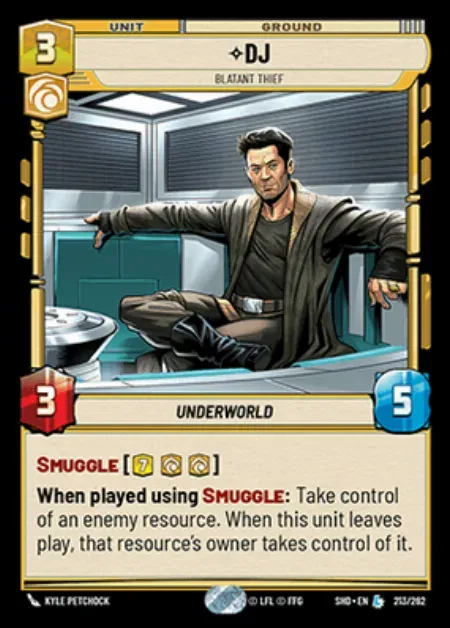 UNIT
GROUND
3
DJ
BLATANT THIEF
3
UNDERWORLD
5
SMUGGLE [7]
When played using SMUGGLE: Take control
of an enemy resource. When this unit leaves
play, that resource's owner takes control of it.
KYLE PETCHOCK
© LFL © FFG
SHD • EN
L
213/262